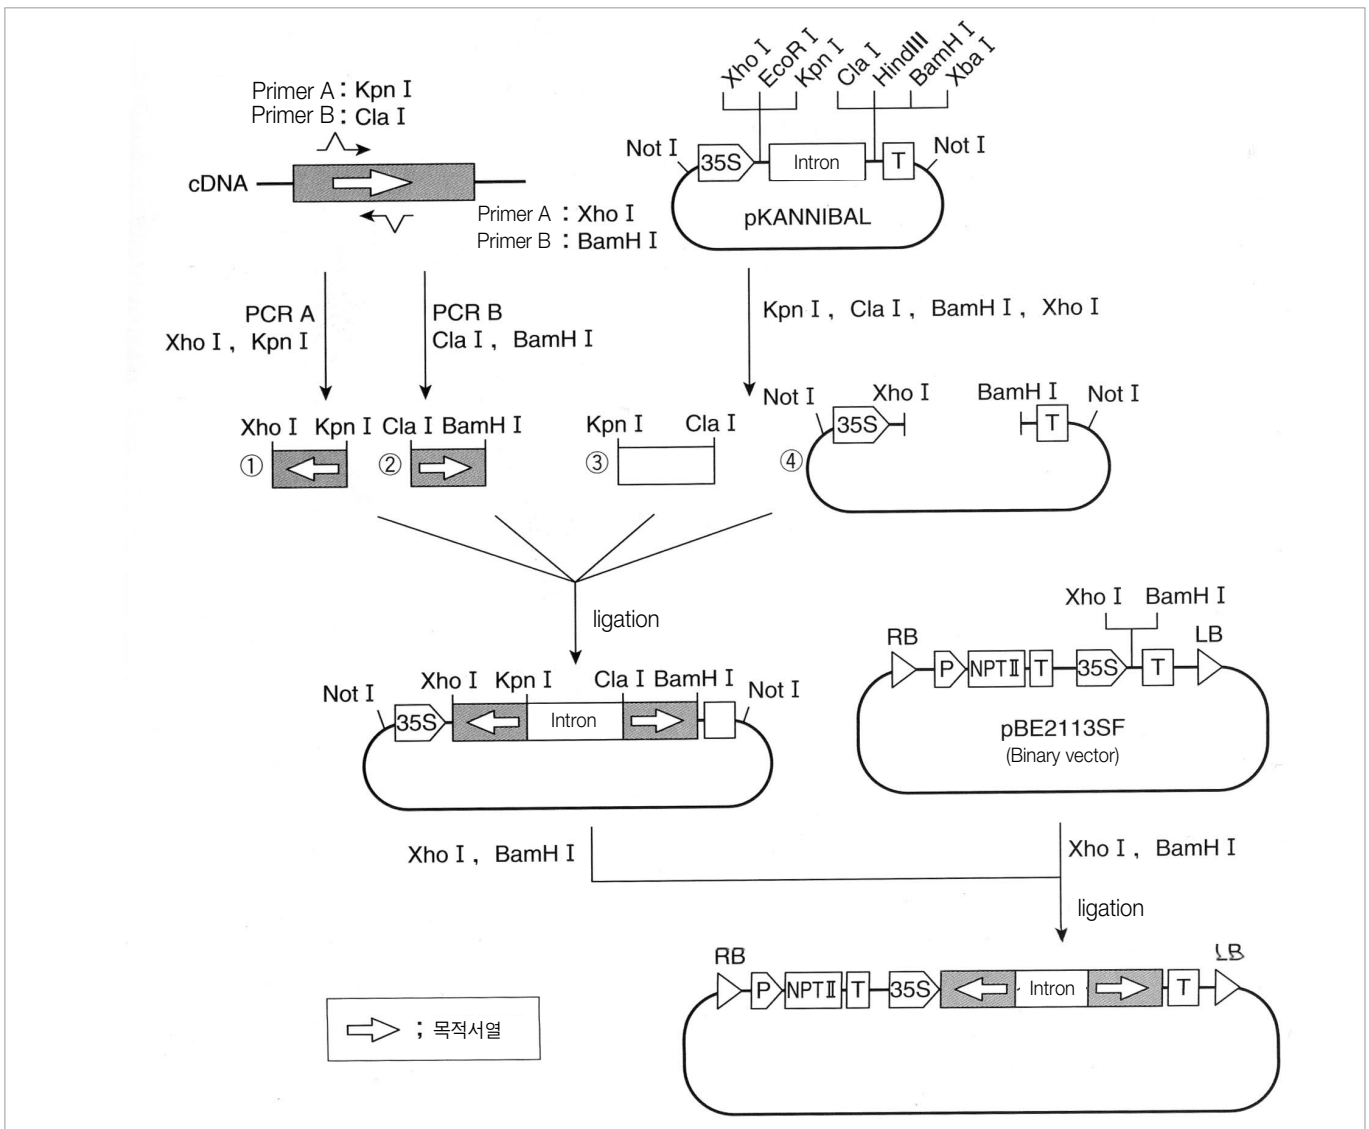 Xho I
EcoR I
Kpn I
Cla I
HindIII
BamH I
Xba I
Primer A : Kpn I
Primer B : Cla I
Not I
35S
Intron
T
Not I
cDNA
pKANNIBAL
Primer A : Xho I
Primer B : BamH I
PCR A
Xho I , Kpn I
PCR B
Cla I , BamH I
Kpn I , Cla I , BamH I , Xho I
Xho I Kpn I
Cla I BamH I
Kpn I Cla I
Not I
Xho I
BamH I
Not I
①
②
③
④
35S
T
ligation
Xho I BamH I
RB
LB
P
NPTII
T
35S
T
pBE2113SF
(Binary vector)
Not I
Xho I Kpn I
Cla I BamH I
Not I
35S
Intron
Xho I , BamH I
Xho I , BamH I
ligation
RB
LB
P
NPTII
T
35S
Intron
T
; 목적서열